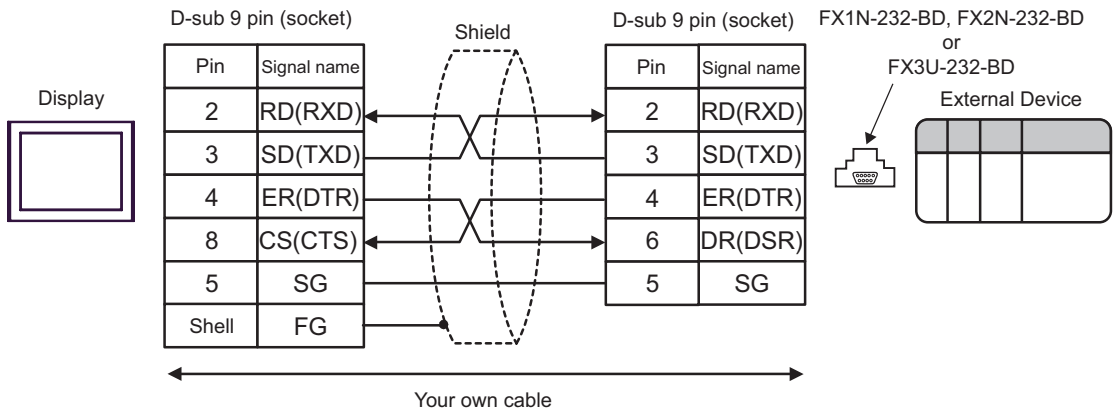 D-sub 9 pin (socket)
Shield
D-sub 9 pin (socket)
FX1N-232-BD, FX2N-232-BD
or
FX3U-232-BD
Display
External Device
Pin Signal name
2 RD(RXD)
3 SD(TXD)
4 ER(DTR)
8 CS(CTS)
5 SG
Shell FG
Pin Signal name
2 RD(RXD)
3 SD(TXD)
4 ER(DTR)
6 DR(DSR)
5 SG
Your own cable